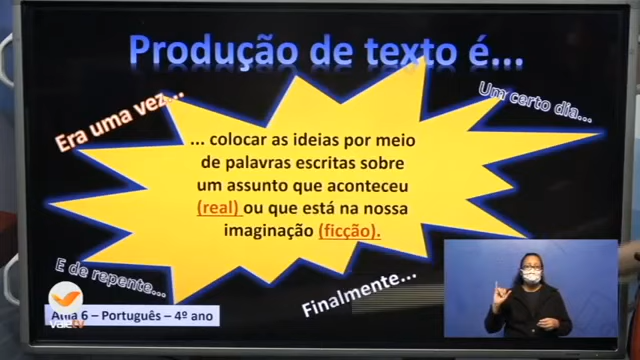 Produção de texto é...
Era uma vez...
Um certo dia...
... colocar as ideias por meio
de palavras escritas sobre
um assunto que aconteceu
(real) ou que está na nossa
imaginação (ficção).
E de repente...
Finalmente...
Aula 6 – Português – 4º ano
Vale tv